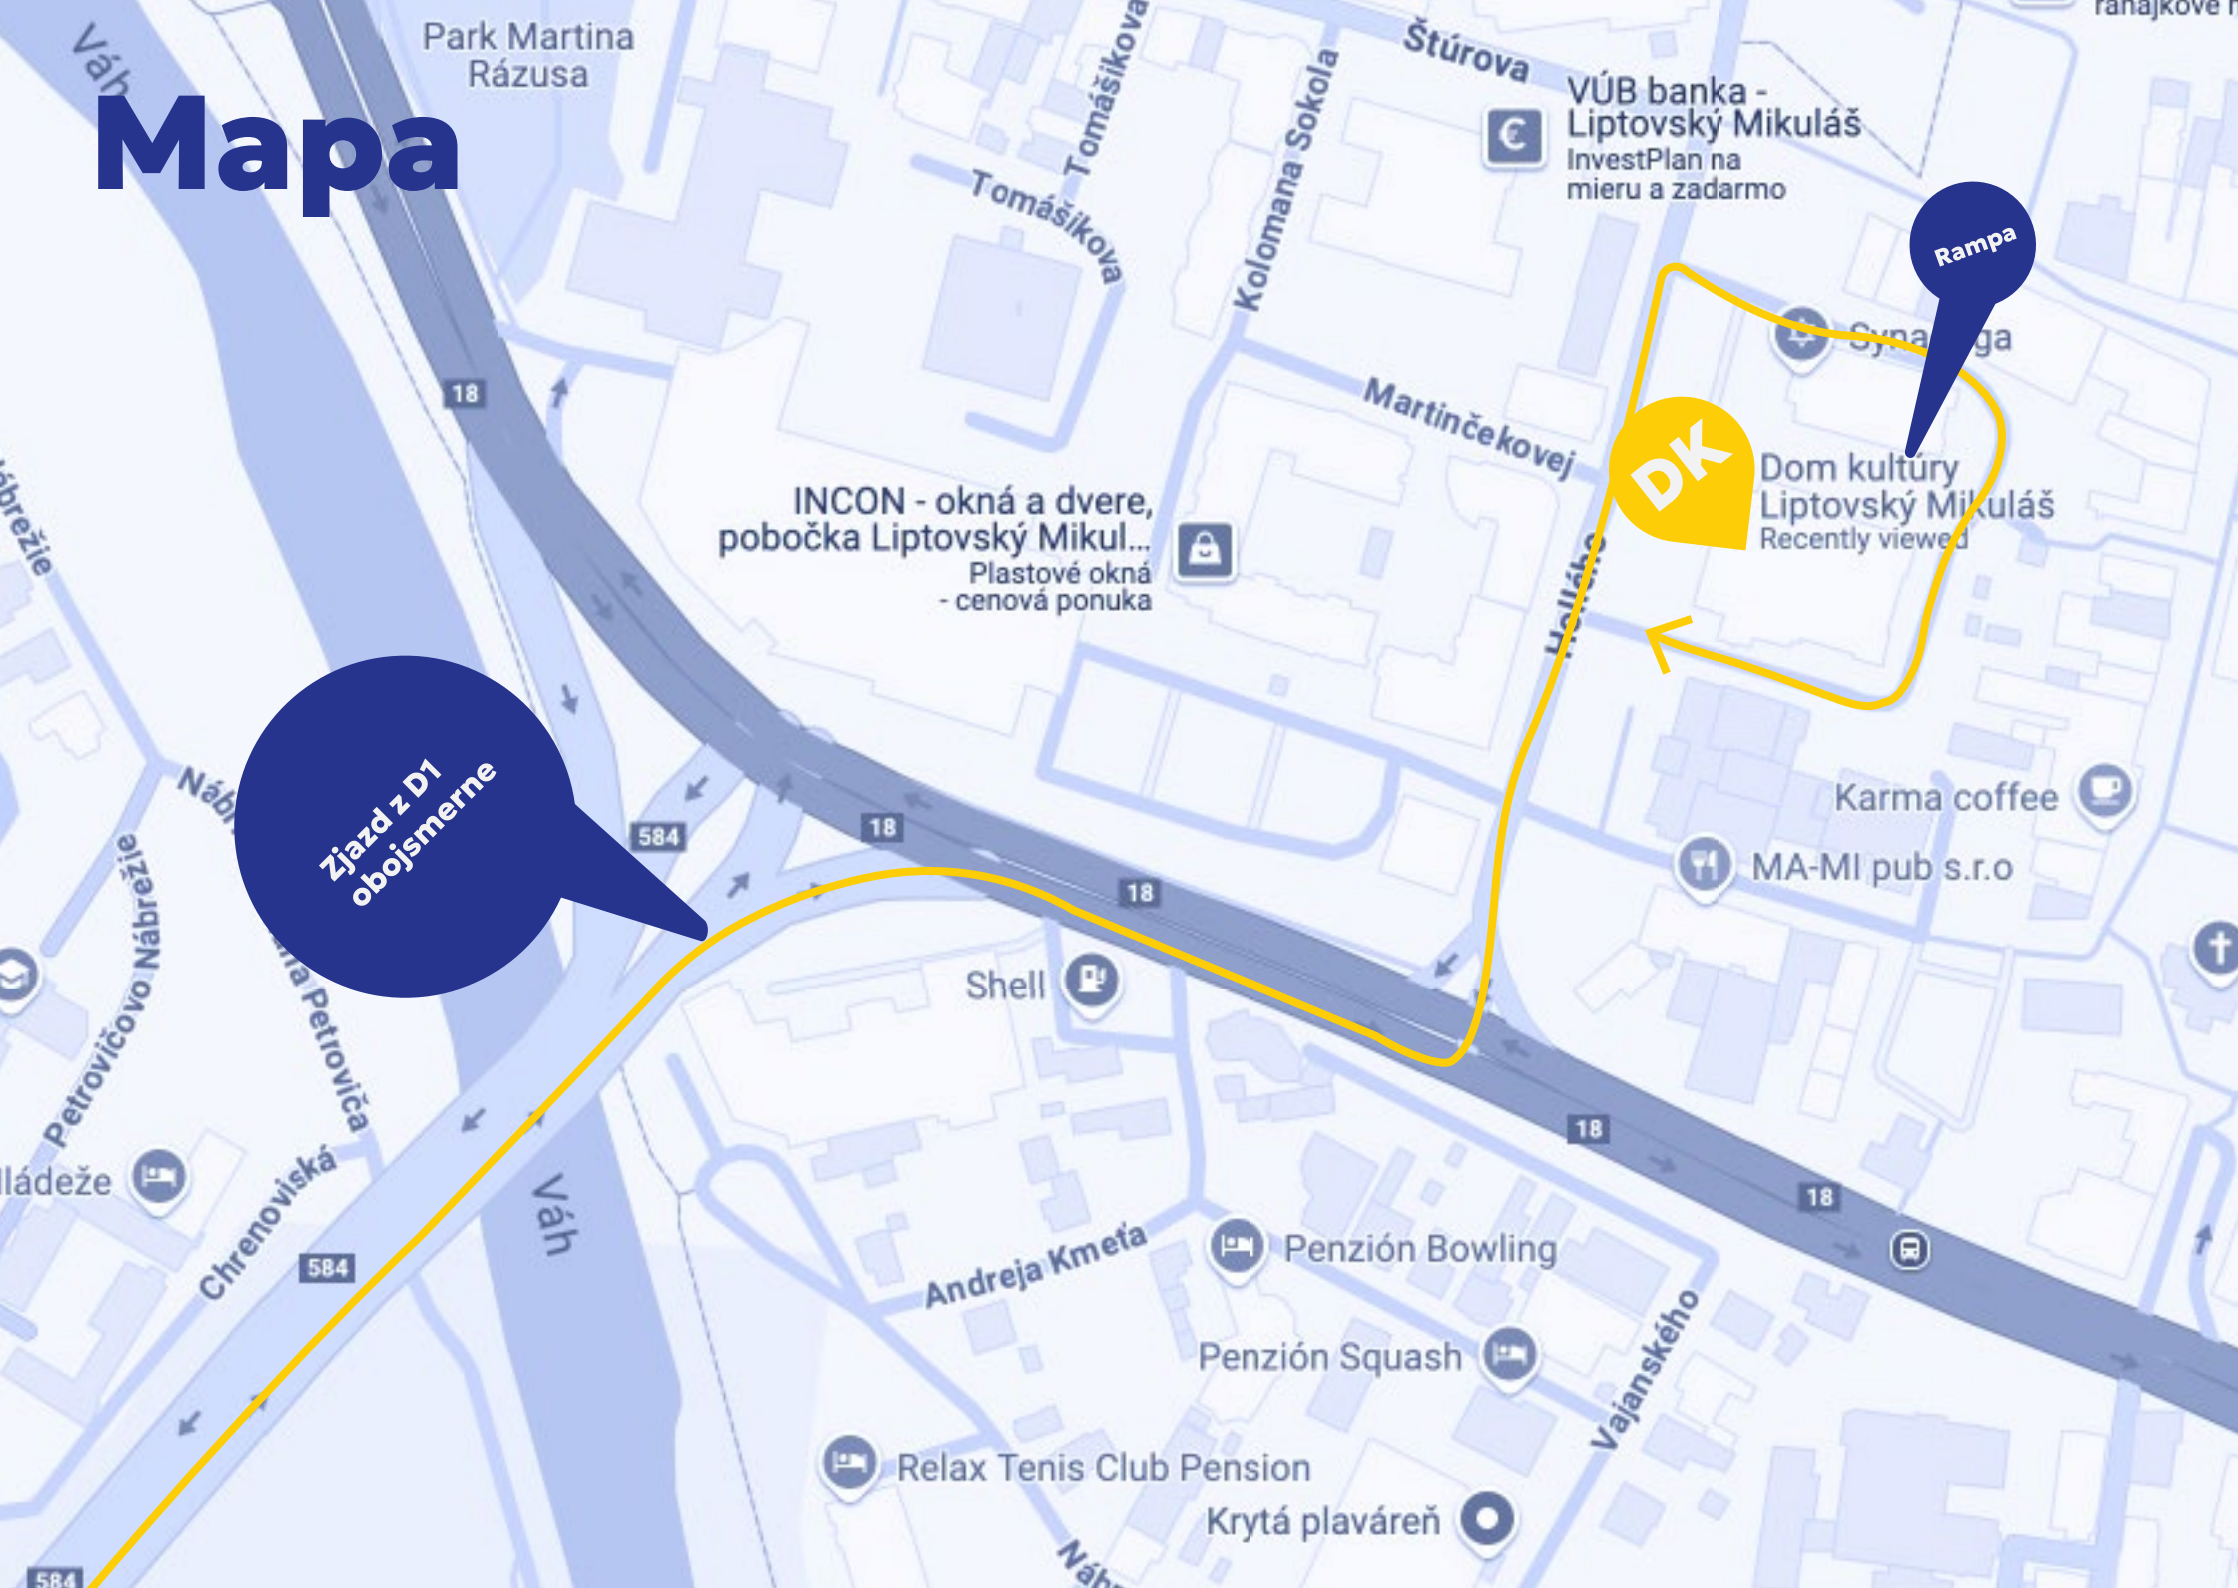 Váh
Park Martina
Rázusa
Mapa
Tomášikova
Tomášikova
Kolomana Sokola
Štúrova
VÚB banka -
Liptovský Mikuláš
InvestPlan na
mieru a zadarmo
Rampa
18
Martinčekovej
DK
Dom kultúry
Liptovský Mikuláš
Recently viewed
INCON - okná a dvere,
pobočka Liptovský Mikul...
Plastové okná
- cenová ponuka
Hollého
Zjazd z D1
obojsmerne
584
18
18
Karma coffee
MA-MI pub s.r.o
Shell
Petrovičovo Nábrežie
Petroviča
Chrenoviská
584
Váh
18
18
Andreja Kmeťa
Penzión Bowling
Penzión Squash
Vajanského
Relax Tenis Club Pension
Krytá plaváreň
584